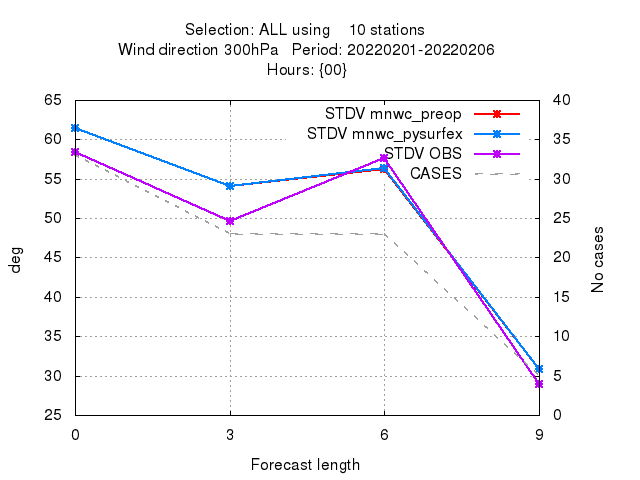 Selection: ALL using 10 stations
Wind direction 300hPa Period: 20220201-20220206
Hours: {00}
STDV mnwc_preop
STDV mnwc_pysurfex
STDV OBS
CASES
65
60
55
50
45
40
35
30
25
deg
40
35
30
25
20
15
10
5
0
No cases
0 3 6 9
Forecast length